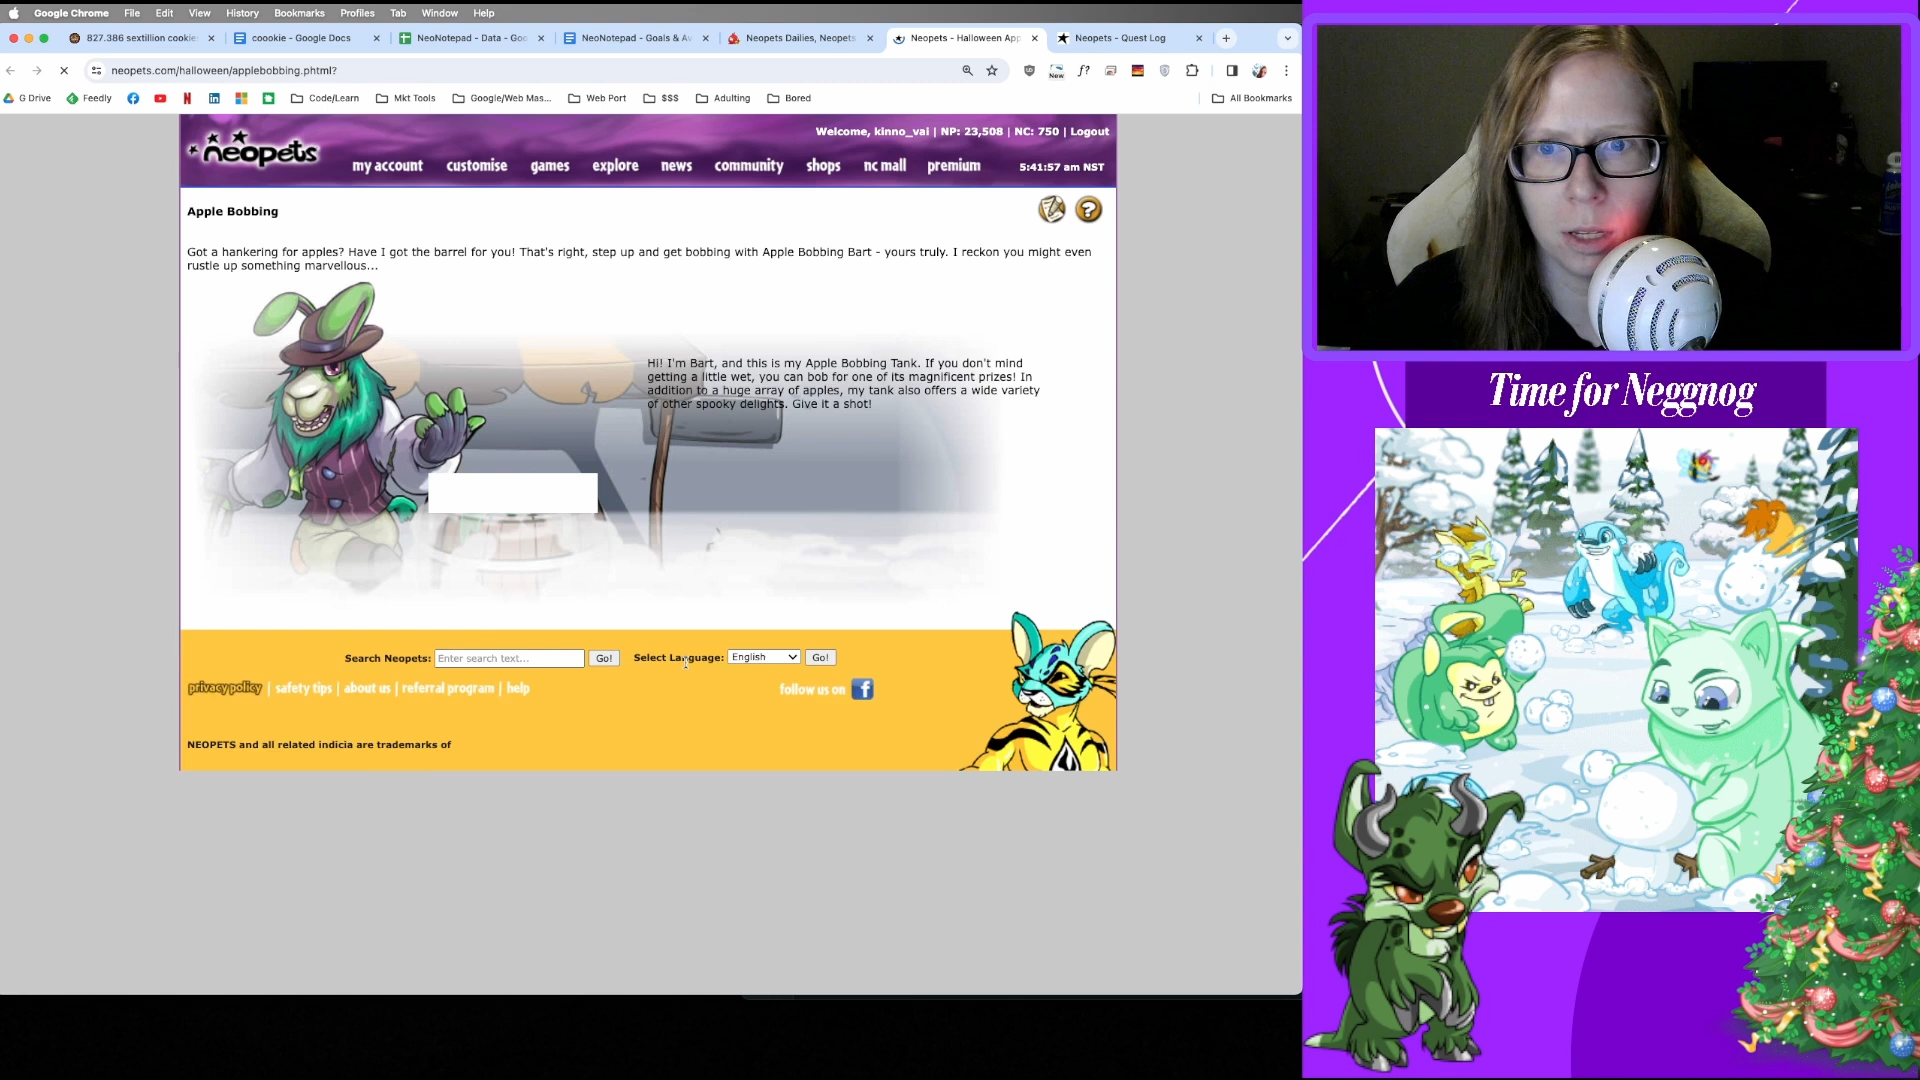 Google Chrome File Edit View History Bookmarks Profiles Tab Window Help
827.386 sextillion cookie
coookie - Google Docs
NeoNotepad - Data - Goo
NeoNotepad - Goals & Av
Neopets Dailies, Neopets
Neopets - Halloween App
Neopets - Quest Log
neopets.com/halloween/applebobbing.phtml?
New
f?
G Drive Feedly Code/Learn Mkt Tools Google/Web Mas... Web Port $$$ Adulting Bored All Bookmarks
neopets
Welcome, kinno_vai | NP: 23,508 | NC: 750 | Logout
my account customise games explore news community shops nc mall premium
5:41:57 am NST
Apple Bobbing
Got a hankering for apples? Have I got the barrel for you! That's right, step up and get bobbing with Apple Bobbing Bart - yours truly. I reckon you might even
rustle up something marvellous...
Hi! I'm Bart, and this is my Apple Bobbing Tank. If you don't mind
getting a little wet, you can bob for one of its magnificent prizes! In
addition to a huge array of apples, my tank also offers a wide variety
of other spooky delights. Give it a shot!
Search Neopets: Enter search text... Go! Select Language: English Go!
privacy policy | safety tips | about us | referral program | help
follow us on f
NEOPETS and all related indicia are trademarks of
Time for Neggnog